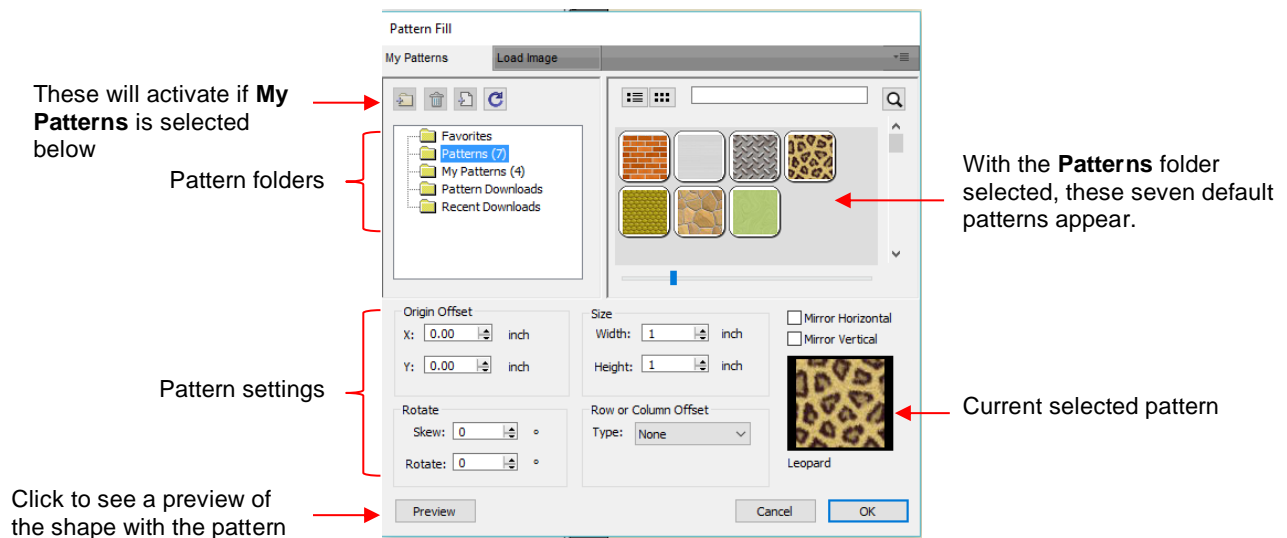 Pattern Fill
My Patterns
Load Image
These will activate if My
Patterns is selected
below
Favorites
Patterns (7)
My Patterns (4)
Pattern Downloads
Recent Downloads
Pattern folders
With the Patterns folder
selected, these seven default
patterns appear.
Origin Offset
X: 0.00 inch
Y: 0.00 inch
Size
Width: 1 inch
Height: 1 inch
Mirror Horizontal
Mirror Vertical
Pattern settings
Rotate
Skew: 0 °
Rotate: 0 °
Row or Column Offset
Type: None
Current selected pattern
Leopard
Click to see a preview of
the shape with the pattern
Preview
Cancel
OK